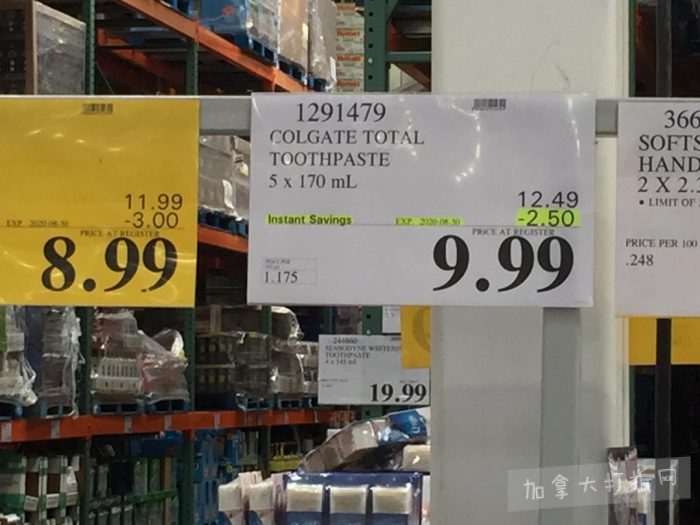 11.99
-3.00
EXP. 2020-08-30
PRICE AT REGISTER
8.99
1291479
COLGATE TOTAL
TOOTHPASTE
5 x 170 mL
12.49
Instant Savings EXP. 2020-08-30 -2.50
PRICE AT REGISTER
9.99
1.175
366
SOFTS
HAND
2 X 2.
• LIMIT OF
PRICE PER 100
.248
244060
SENSODYNE
TOOTHPASTE
19.99
加拿大打折网